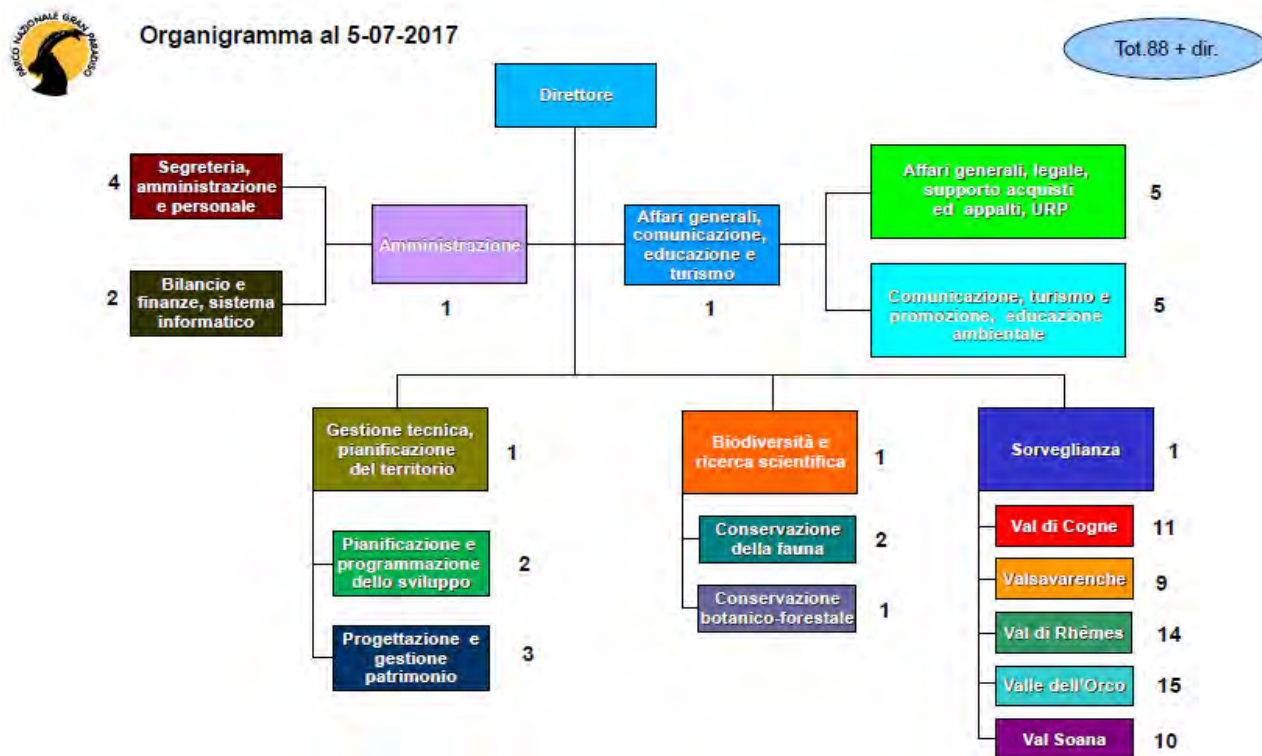 PARCO NAZIONALE GRAN PARADISO
Organigramma al 5-07-2017
Tot.88 + dir.
Direttore
4
Segreteria,
amministrazione
e personale
2
Bilancio e
finanze, sistema
informatico
Amministrazione
1
Affari generali,
comunicazione,
educazione e
turismo
1
Affari generali, legale,
supporto acquisti
ed appalti, URP
5
Comunicazione, turismo e
promozione, educazione
ambientale
5
Gestione tecnica,
pianificazione
del territorio
1
Pianificazione e
programmazione
dello sviluppo
2
Progettazione e
gestione
patrimonio
3
Biodiversità e
ricerca scientifica
1
Conservazione
della fauna
2
Conservazione
botanico-forestale
1
Sorveglianza
1
Val di Cogne
11
Valsavarenche
9
Val di Rhêmes
14
Valle dell'Orco
15
Val Soana
10